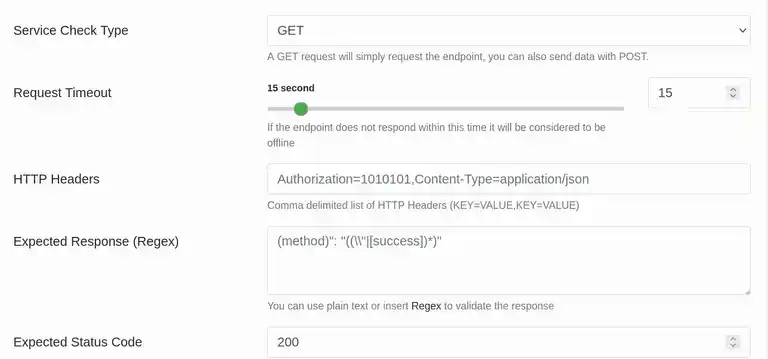 Service Check Type
GET
A GET request will simply request the endpoint, you can also send data with POST.
Request Timeout
15 second
15
If the endpoint does not respond within this time it will be considered to be
offline
HTTP Headers
Authorization=1010101,Content-Type=application/json
Comma delimited list of HTTP Headers (KEY=VALUE,KEY=VALUE)
Expected Response (Regex)
(method)": "((\\"|[success])*)"
You can use plain text or insert Regex to validate the response
Expected Status Code
200